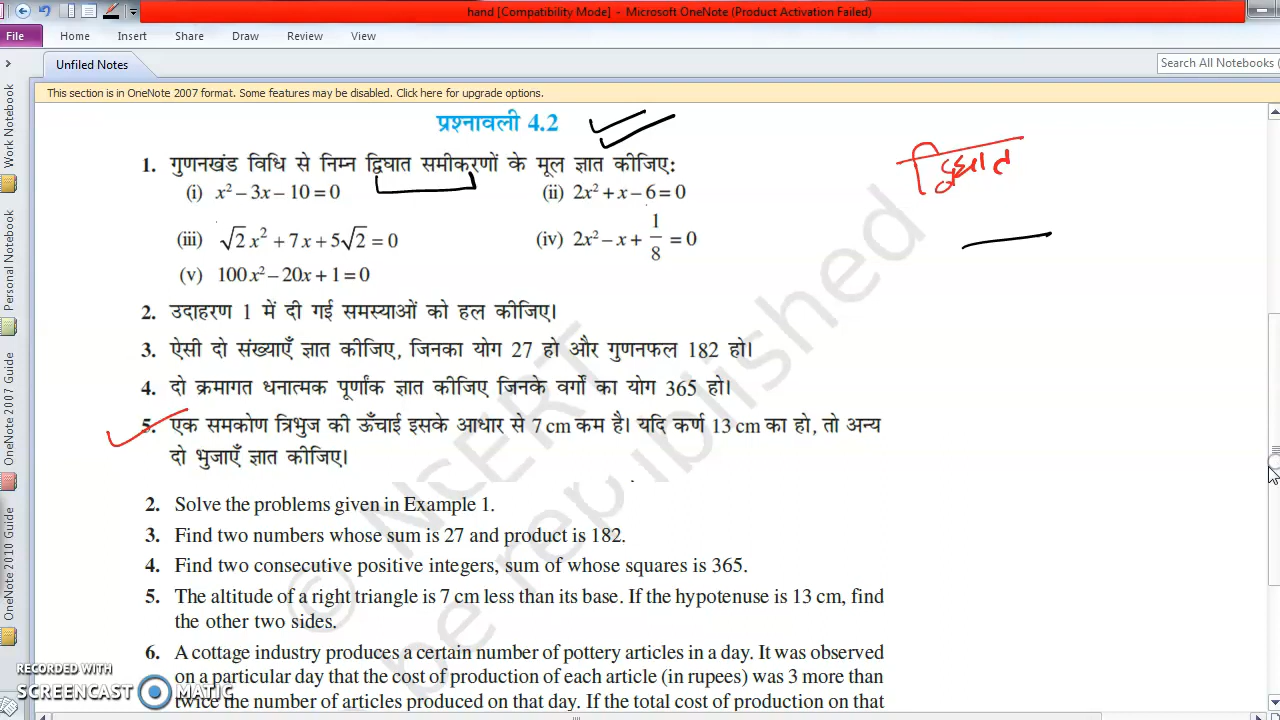 hand [Compatibility Mode] - Microsoft OneNote (Product Activation Failed)
File Home Insert Share Draw Review View
Unfiled Notes
Search All Notebooks (
This section is in OneNote 2007 format. Some features may be disabled. Click here for upgrade options.
Work Notebook
Personal Notebook
OneNote 2007 Guide
OneNote 2010 Guide
प्रश्नावली 4.2
1. गुणनखंड विधि से निम्न द्विघात समीकरणों के मूल ज्ञात कीजिए:
(i) x² – 3x – 10 = 0 (ii) 2x² + x – 6 = 0
(iii) √2 x² + 7x + 5√2 = 0 (iv) 2x² – x + 1/8 = 0
(v) 100x² – 20x + 1 = 0
2. उदाहरण 1 में दी गई समस्याओं को हल कीजिए।
3. ऐसी दो संख्याएँ ज्ञात कीजिए, जिनका योग 27 हो और गुणनफल 182 हो।
4. दो क्रमागत धनात्मक पूर्णांक ज्ञात कीजिए जिनके वर्गों का योग 365 हो।
5. एक समकोण त्रिभुज की ऊँचाई इसके आधार से 7 cm कम है। यदि कर्ण 13 cm का हो, तो अन्य
दो भुजाएँ ज्ञात कीजिए।
2. Solve the problems given in Example 1.
3. Find two numbers whose sum is 27 and product is 182.
4. Find two consecutive positive integers, sum of whose squares is 365.
5. The altitude of a right triangle is 7 cm less than its base. If the hypotenuse is 13 cm, find
the other two sides.
6. A cottage industry produces a certain number of pottery articles in a day. It was observed
on a particular day that the cost of production of each article (in rupees) was 3 more than
twice the number of articles produced on that day. If the total cost of production on that
© NCERT
be republished
RECORDED WITH
SCREENCAST MATIC